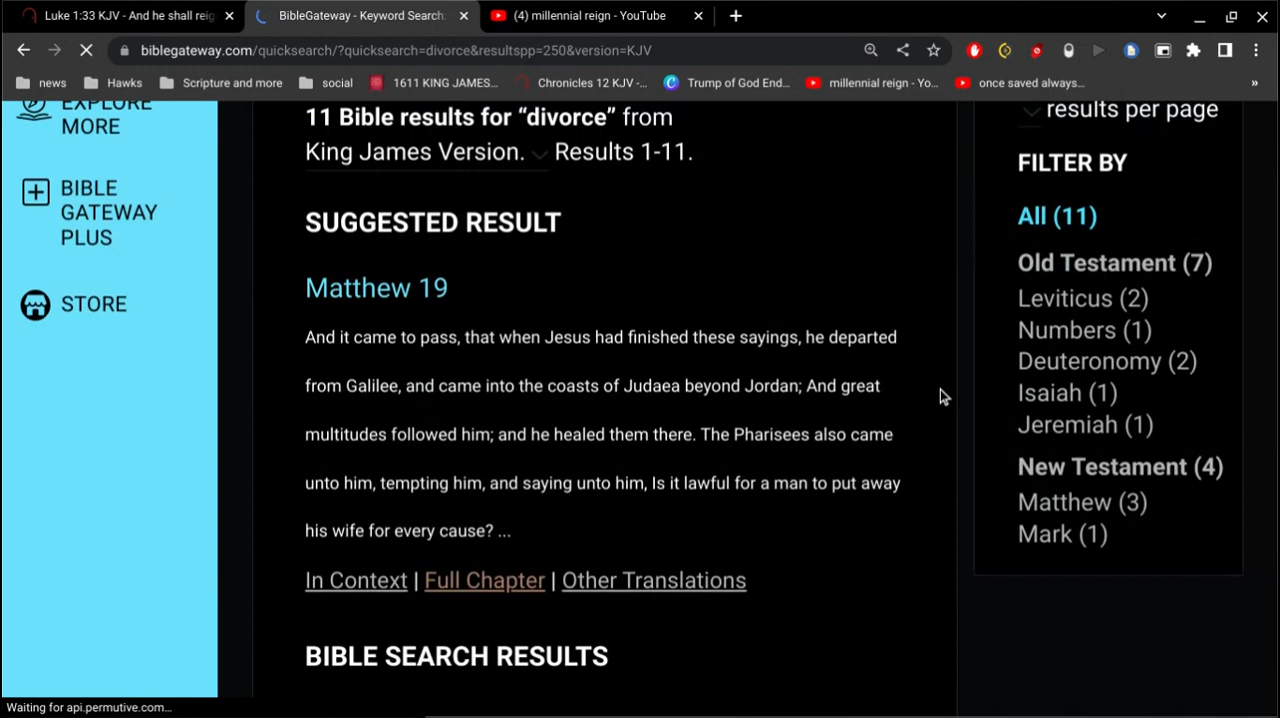 Luke 1:33 KJV - And he shall reig
BibleGateway - Keyword Search:
(4) millennial reign - YouTube
biblegateway.com/quicksearch/?quicksearch=divorce&resultspp=250&version=KJV
news
Hawks
Scripture and more
social
1611 KING JAMES...
Chronicles 12 KJV -...
Trump of God End...
millennial reign - Yo...
once saved always...
»
EXPLORE
MORE
BIBLE
GATEWAY
PLUS
STORE
11 Bible results for “divorce” from
King James Version. Results 1-11.
SUGGESTED RESULT
Matthew 19
And it came to pass, that when Jesus had finished these sayings, he departed
from Galilee, and came into the coasts of Judaea beyond Jordan; And great
multitudes followed him; and he healed them there. The Pharisees also came
unto him, tempting him, and saying unto him, Is it lawful for a man to put away
his wife for every cause? ...
In Context | Full Chapter | Other Translations
BIBLE SEARCH RESULTS
results per page
FILTER BY
All (11)
Old Testament (7)
Leviticus (2)
Numbers (1)
Deuteronomy (2)
Isaiah (1)
Jeremiah (1)
New Testament (4)
Matthew (3)
Mark (1)
Waiting for api.permutive.com...